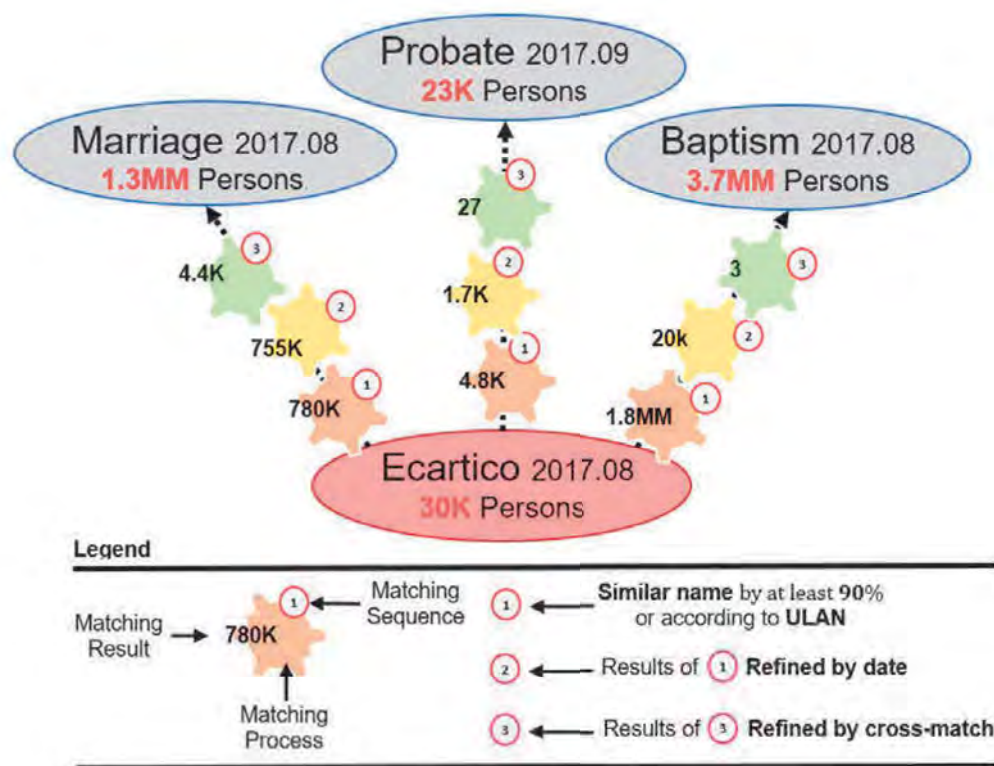 Probate 2017.09
23K Persons
Marriage 2017.08
1.3MM Persons
Baptism 2017.08
3.7MM Persons
3
27
3
4.4K
3
3
2
1.7K
2
755K
2
20k
1
4.8K
1
780K
1
1.8MM
Ecartico 2017.08
30K Persons
Legend
Matching
Result
780K
1
Matching
Sequence
Matching
Process
1 Similar name by at least 90%
or according to ULAN
2 Results of 1 Refined by date
3 Results of 3 Refined by cross-match